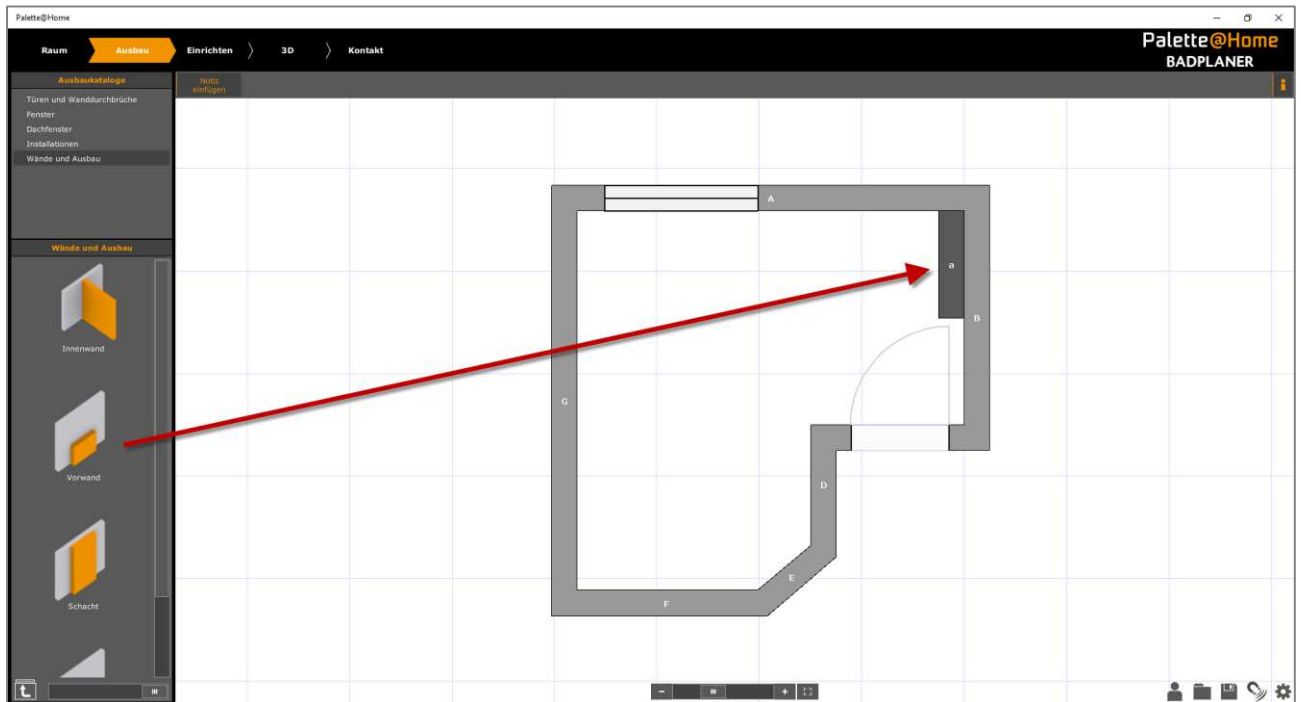 Palette@Home
Raum
Ausbau
Einrichten
3D
Kontakt
Palette@Home
BADPLANER
Ausbaukataloge
Notiz
einfügen
Türen und Wanddurchbrüche
Fenster
Dachfenster
Installationen
Wände und Ausbau
Wände und Ausbau
Innenwand
Vorwand
Schacht
A
a
B
G
D
E
F